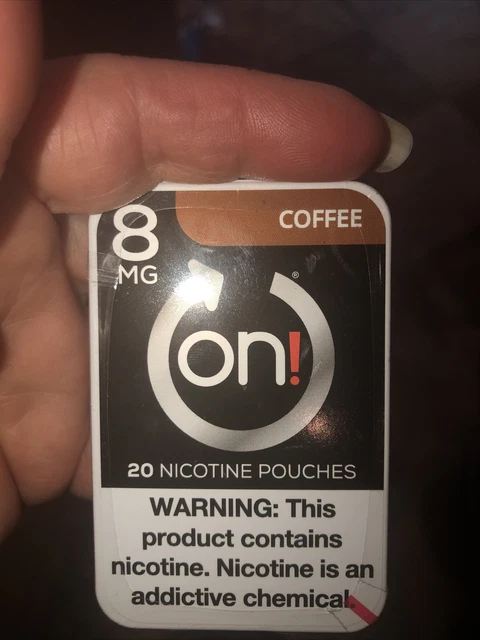 8
MG
COFFEE
®
on!
20 NICOTINE POUCHES
WARNING: This
product contains
nicotine. Nicotine is an
addictive chemical.